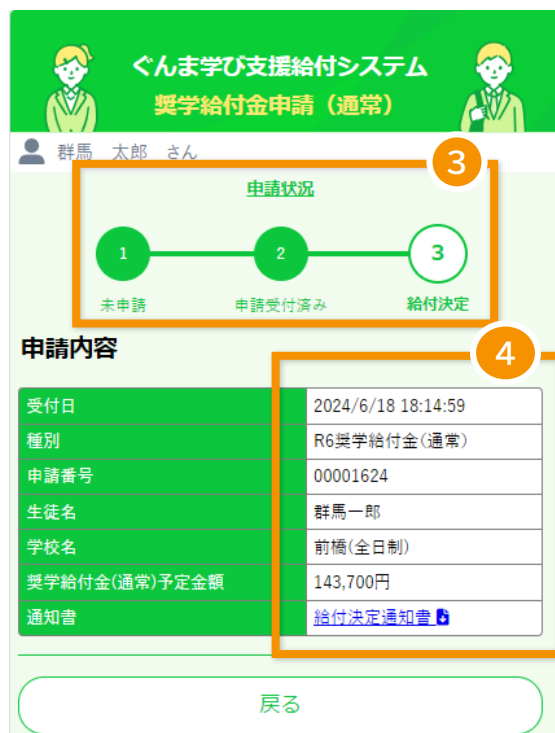 ぐんま学び支援給付システム
奨学給付金申請（通常）
群馬 太郎 さん
3
申請状況
1 2 3
未申請 申請受付済み 給付決定
申請内容
4
受付日 2024/6/18 18:14:59
種別 R6奨学給付金(通常)
申請番号 00001624
生徒名 群馬一郎
学校名 前橋(全日制)
奨学給付金(通常)予定金額 143,700円
通知書 給付決定通知書
戻る